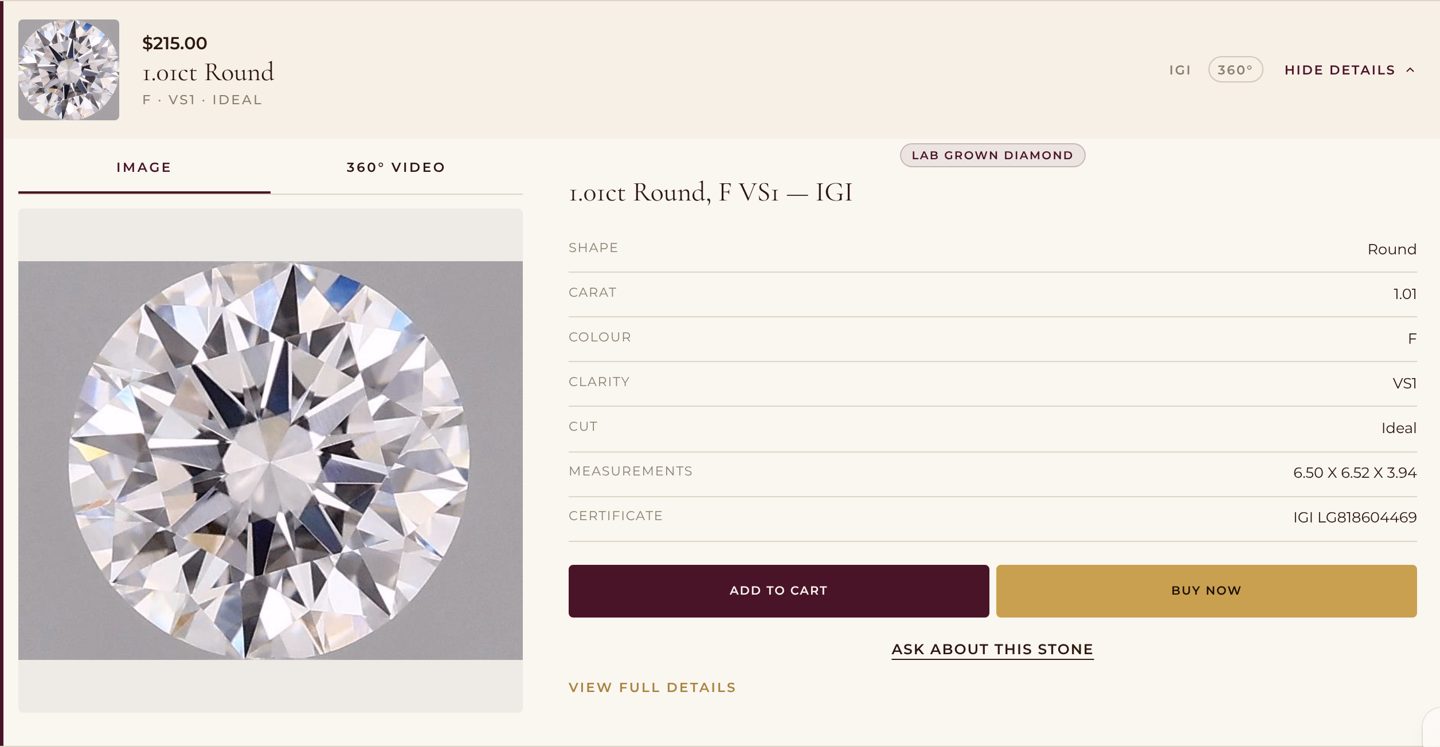 $215.00
1.01ct Round
F · VS1 · IDEAL
IGI 360° HIDE DETAILS
IMAGE 360° VIDEO
LAB GROWN DIAMOND
1.01ct Round, F VS1 — IGI
SHAPE Round
CARAT 1.01
COLOUR F
CLARITY VS1
CUT Ideal
MEASUREMENTS 6.50 X 6.52 X 3.94
CERTIFICATE IGI LG818604469
ADD TO CART BUY NOW
ASK ABOUT THIS STONE
VIEW FULL DETAILS